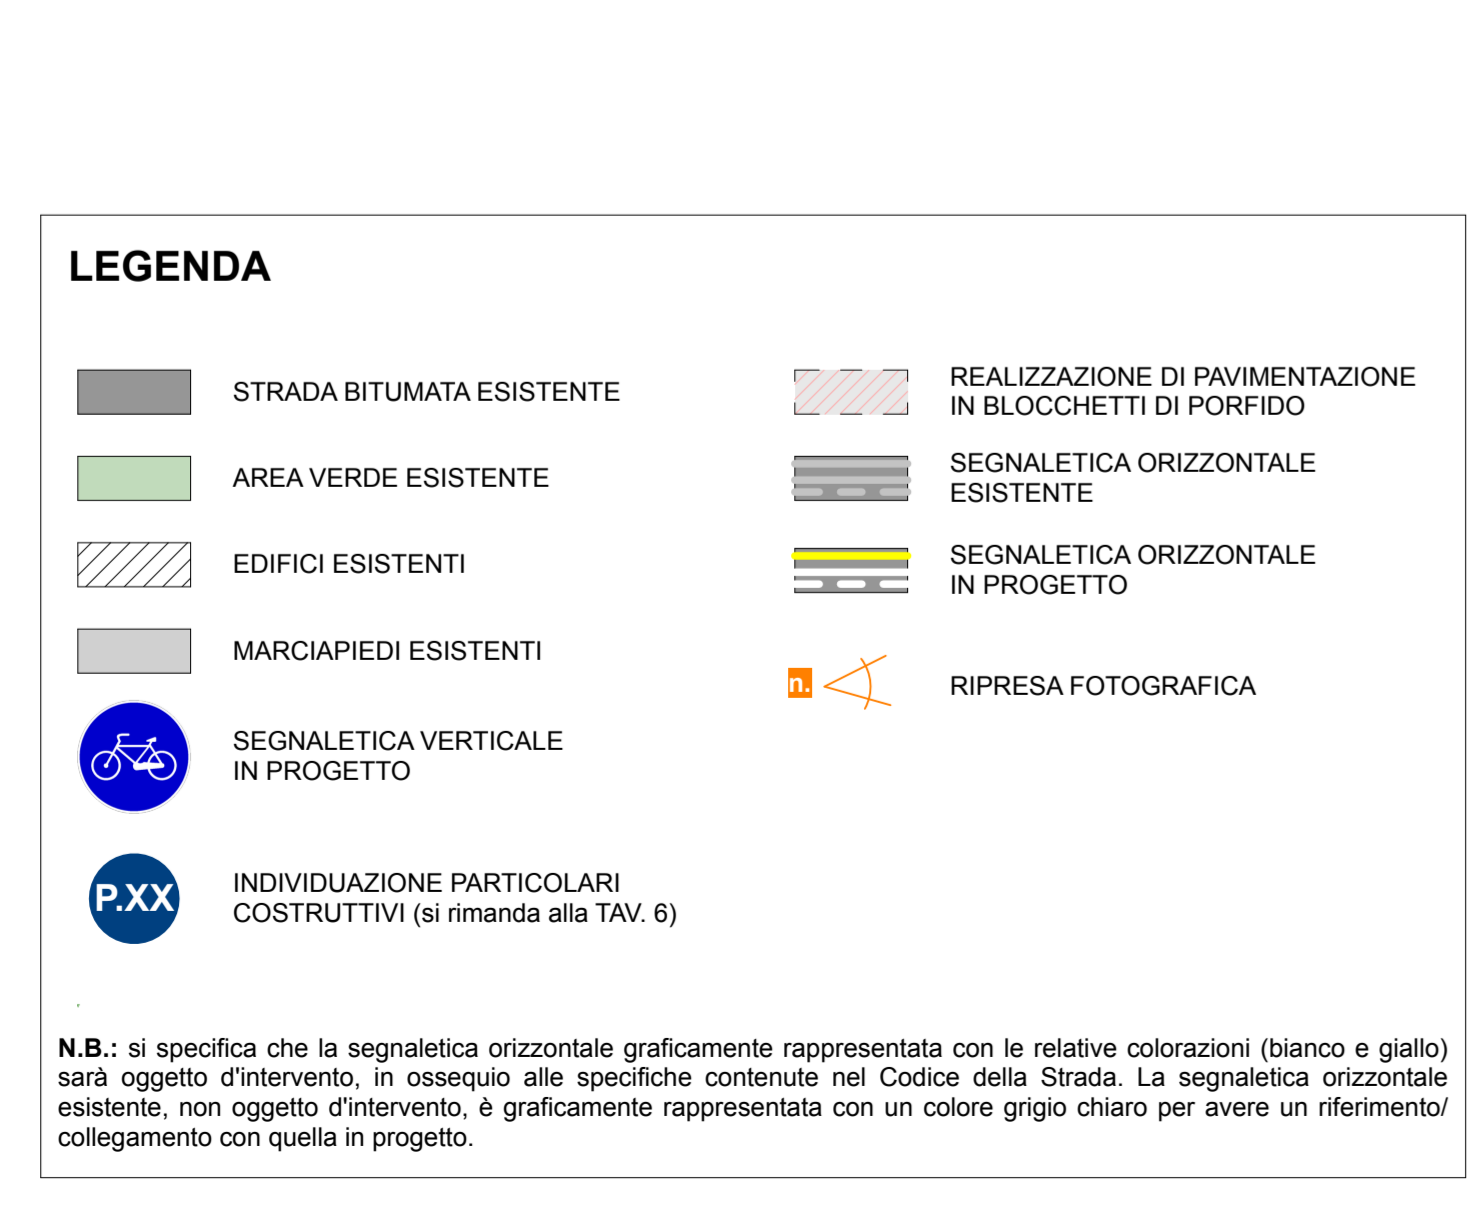 LEGENDA
STRADA BITUMATA ESISTENTE
AREA VERDE ESISTENTE
EDIFICI ESISTENTI
MARCIAPIEDI ESISTENTI
SEGNALETICA VERTICALE
IN PROGETTO
P.XX
INDIVIDUAZIONE PARTICOLARI
COSTRUTTIVI (si rimanda alla TAV. 6)
REALIZZAZIONE DI PAVIMENTAZIONE
IN BLOCCHETTI DI PORFIDO
SEGNALETICA ORIZZONTALE
ESISTENTE
SEGNALETICA ORIZZONTALE
IN PROGETTO
n.
RIPRESA FOTOGRAFICA
N.B.: si specifica che la segnaletica orizzontale graficamente rappresentata con le relative colorazioni (bianco e giallo)
sarà oggetto d'intervento, in ossequio alle specifiche contenute nel Codice della Strada. La segnaletica orizzontale
esistente, non oggetto d'intervento, è graficamente rappresentata con un colore grigio chiaro per avere un riferimento/
collegamento con quella in progetto.